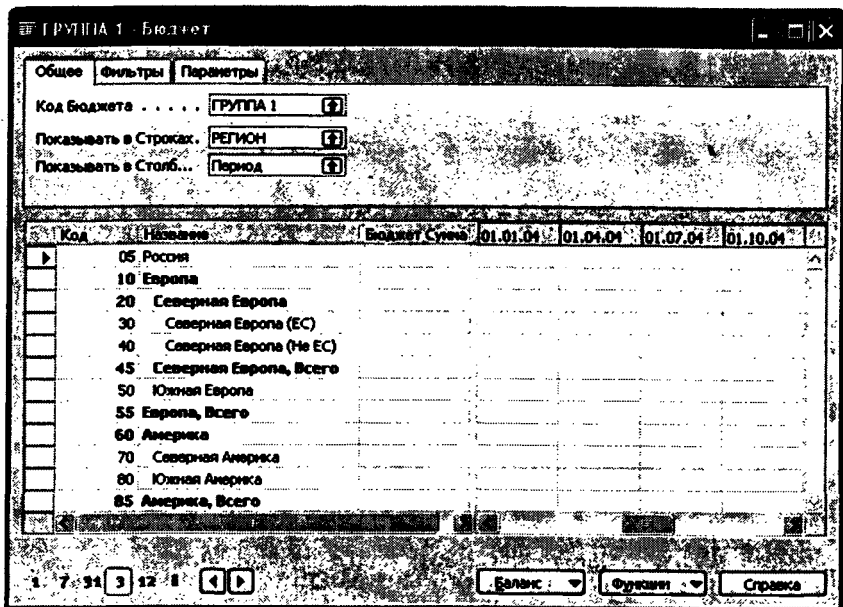 ГРУППА 1 - Бюджет
Общее Фильтры Параметры
Код Бюджета . . . . . ГРУППА 1
Показывать в Строках. РЕГИОН
Показывать в Столб... Период
Код Название Бюджет Сумма 01.01.04 01.04.04 01.07.04 01.10.04
05 Россия
10 Европа
20 Северная Европа
30 Северная Европа (ЕС)
40 Северная Европа (Не ЕС)
45 Северная Европа, Всего
50 Южная Европа
55 Европа, Всего
60 Америка
70 Северная Америка
80 Южная Америка
85 Америка, Всего
1 7 31 3 12 Баланс Функции Справка